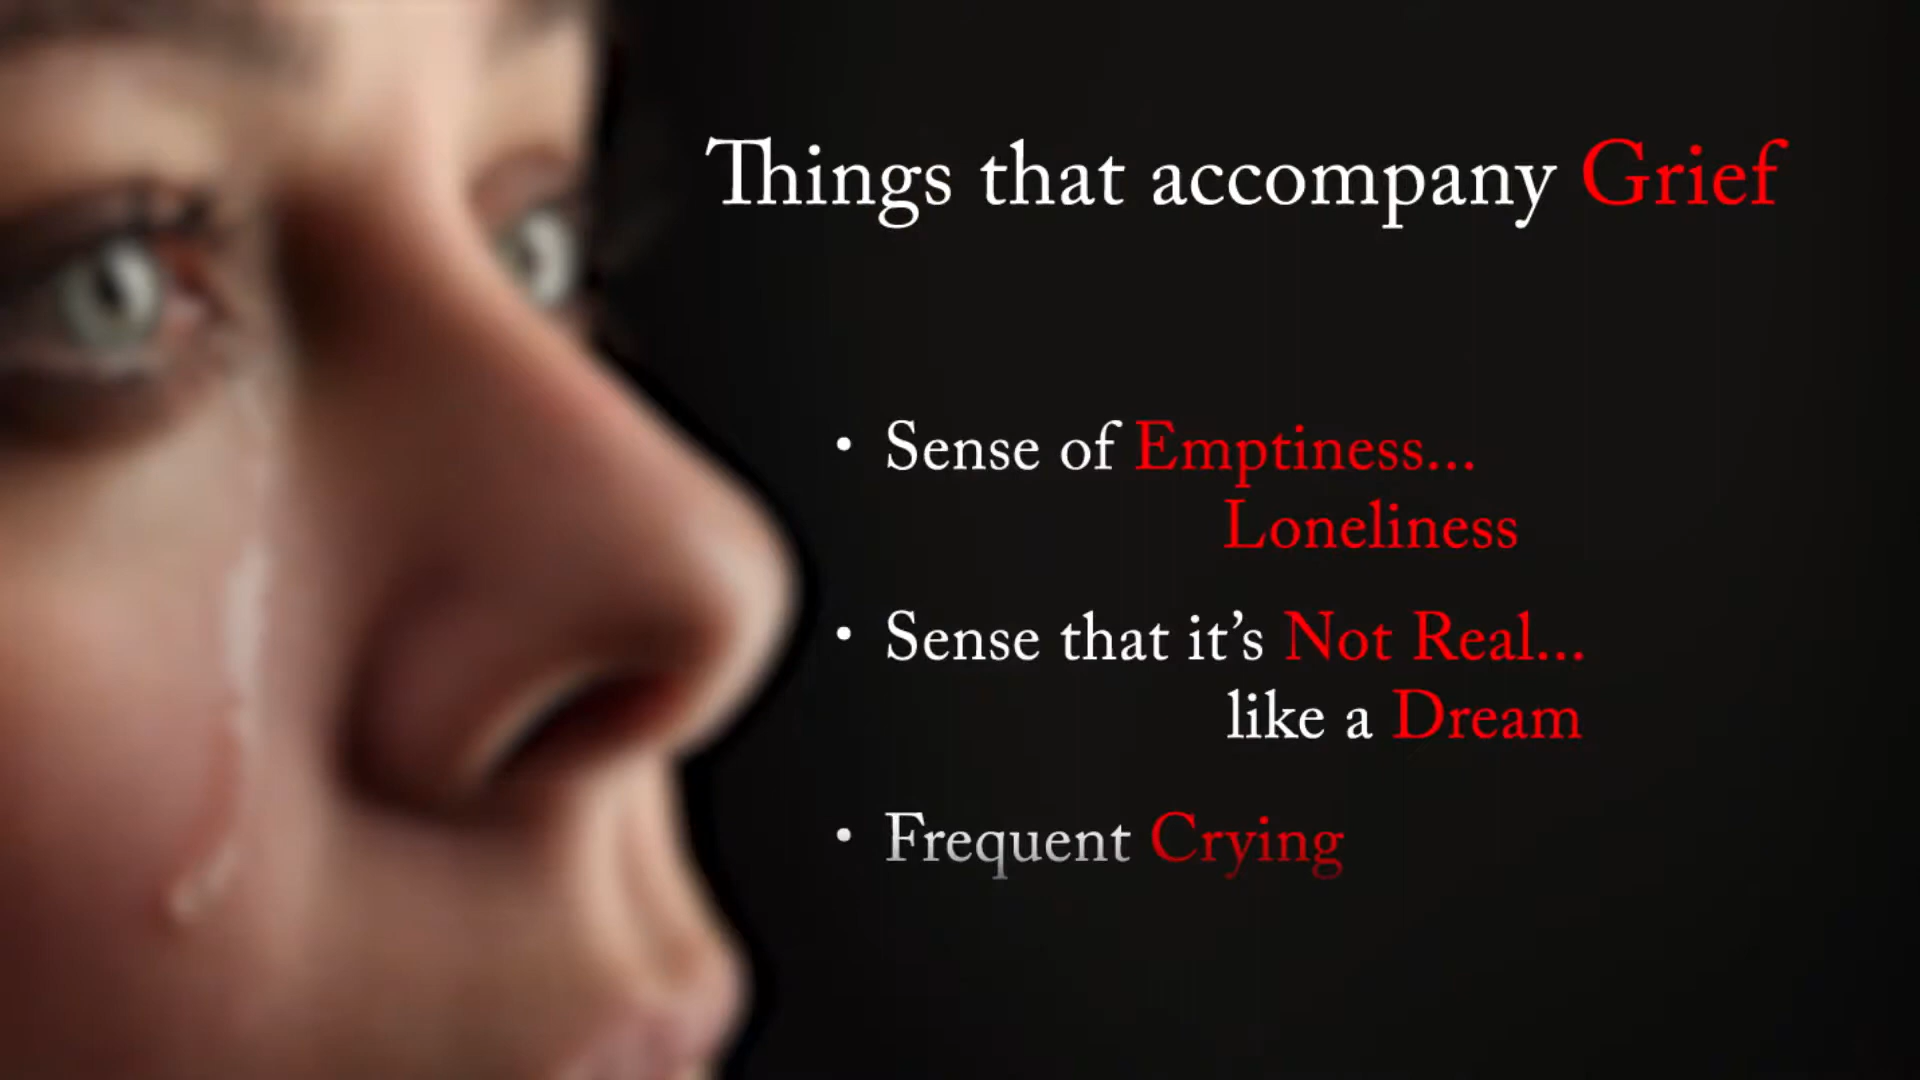 Things that accompany Grief
• Sense of Emptiness...
Loneliness
• Sense that it’s Not Real...
like a Dream
• Frequent Crying